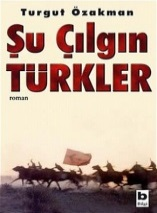 Turgut Özakman
Şu Çılgın
TÜRKLER
roman
b
Bilgi